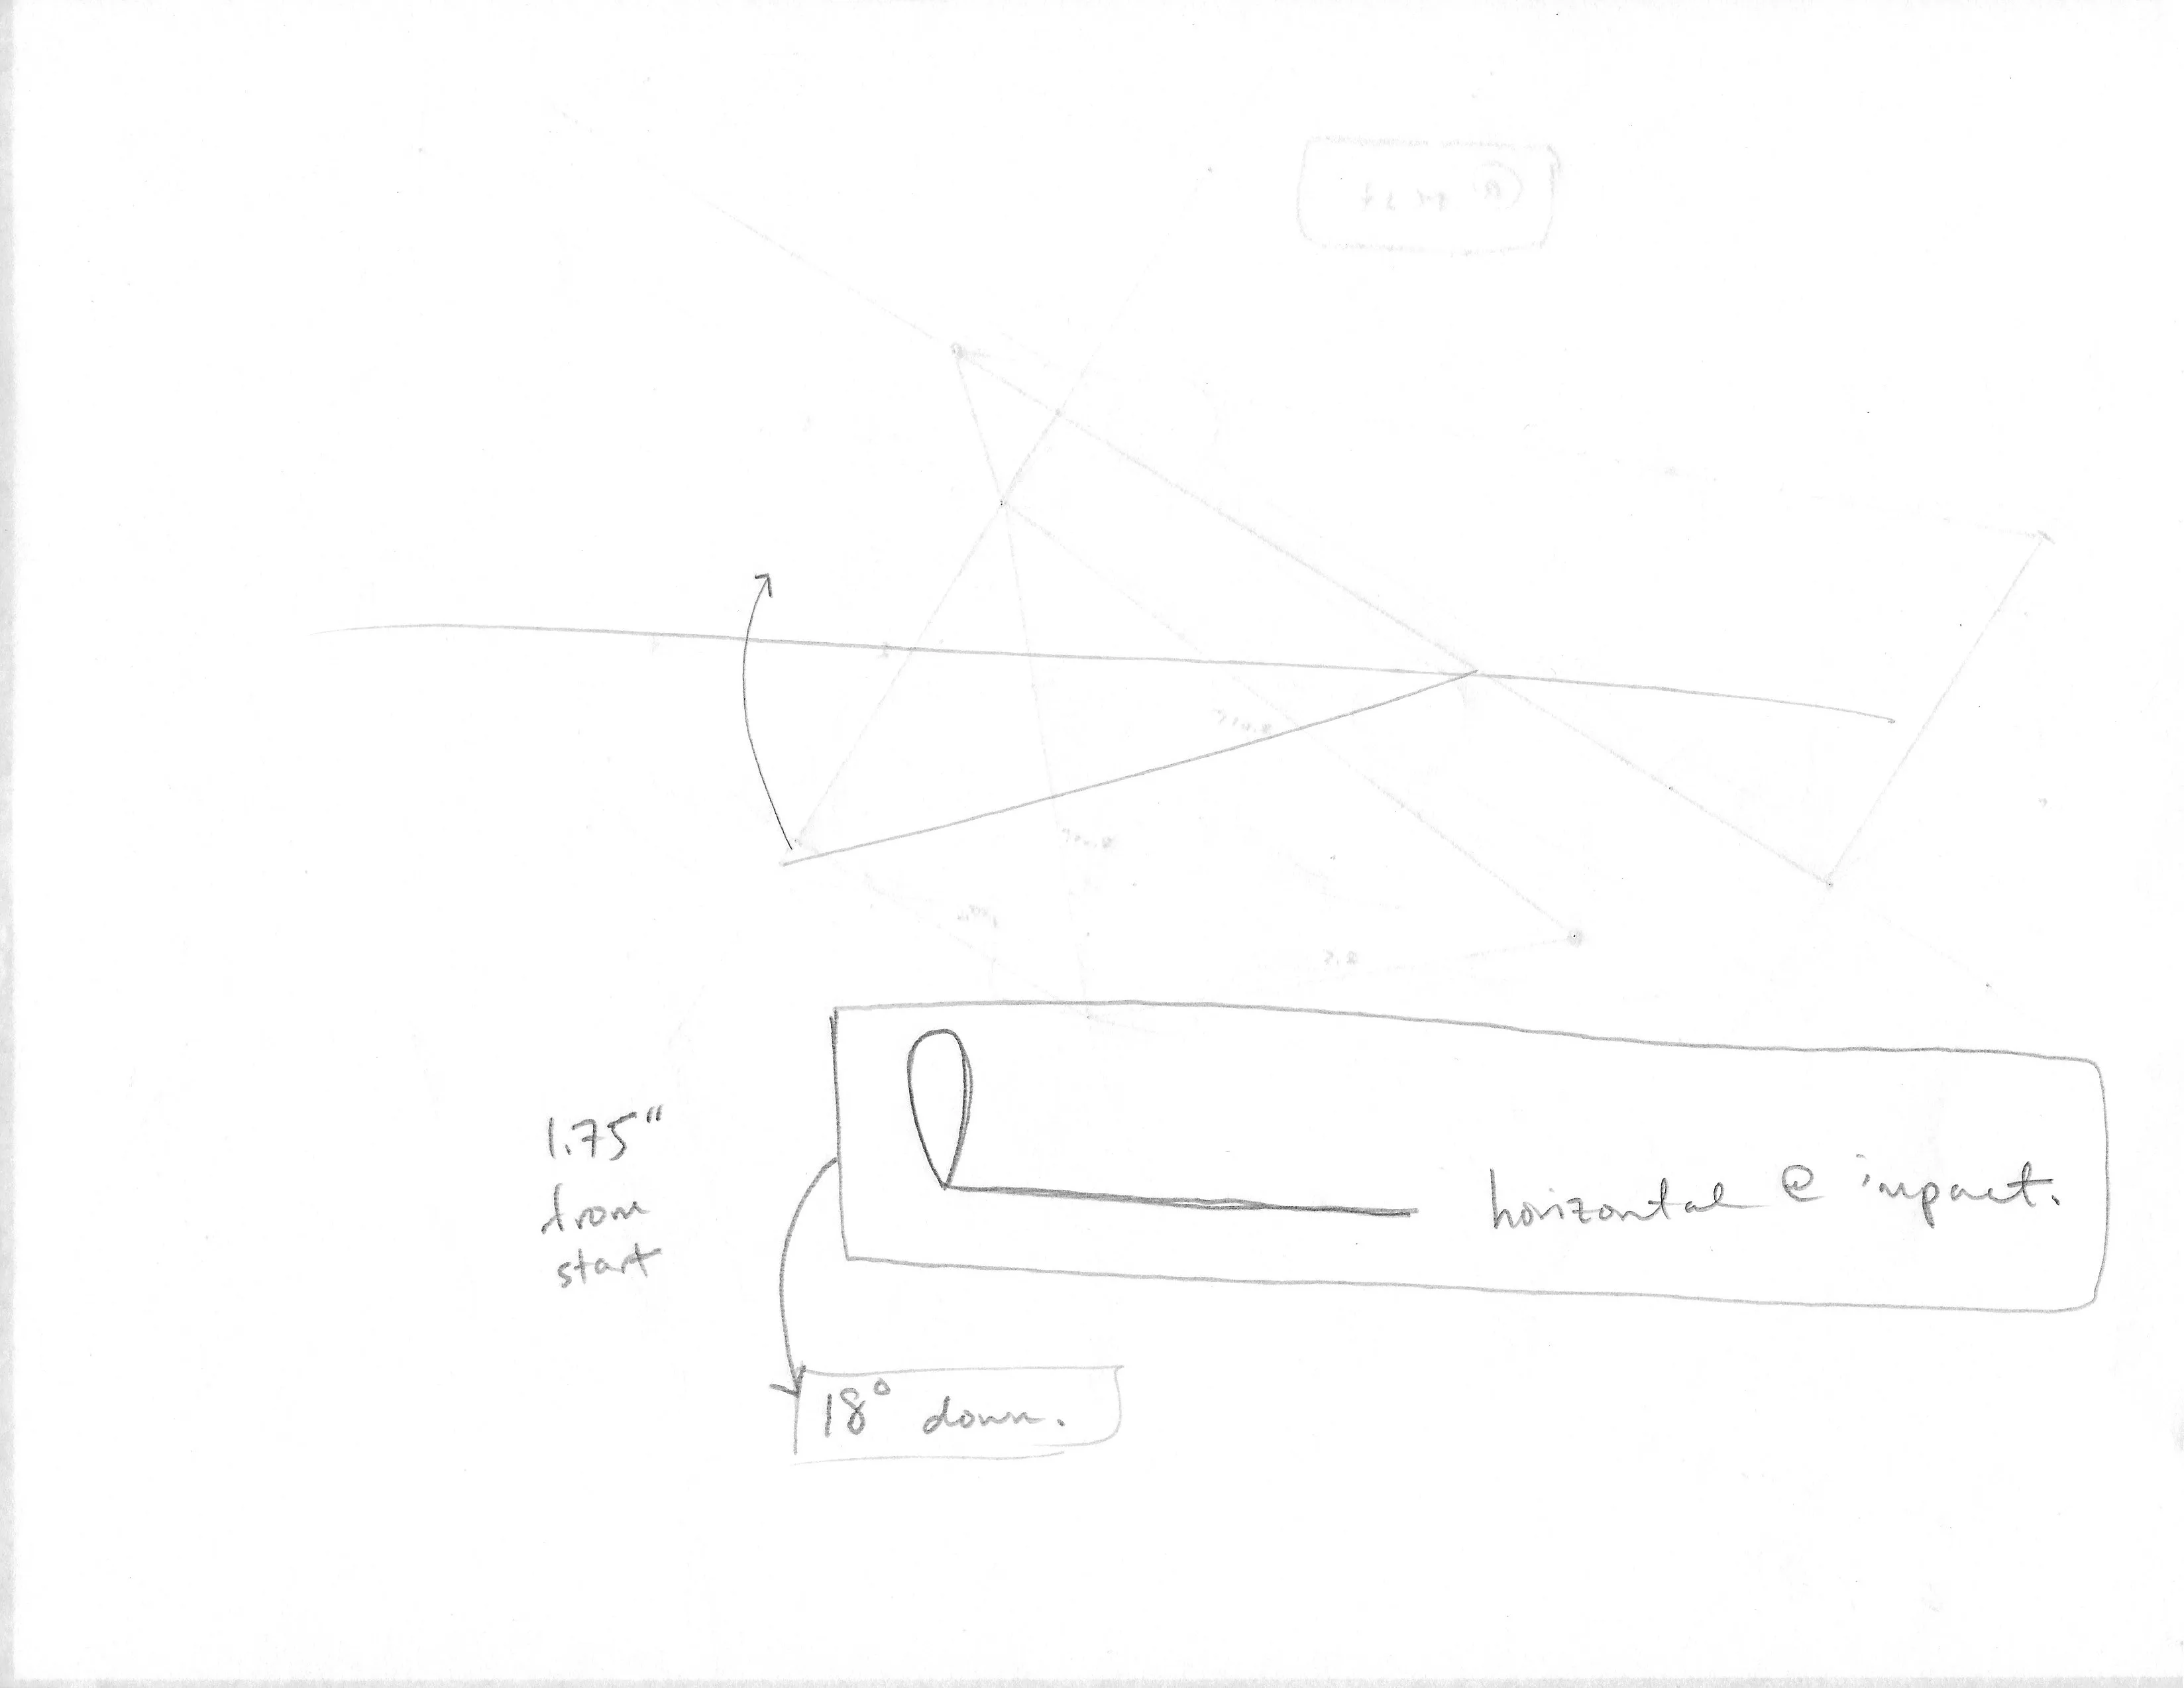 1.75"
from
start
horizontal @ impact.
18° down.